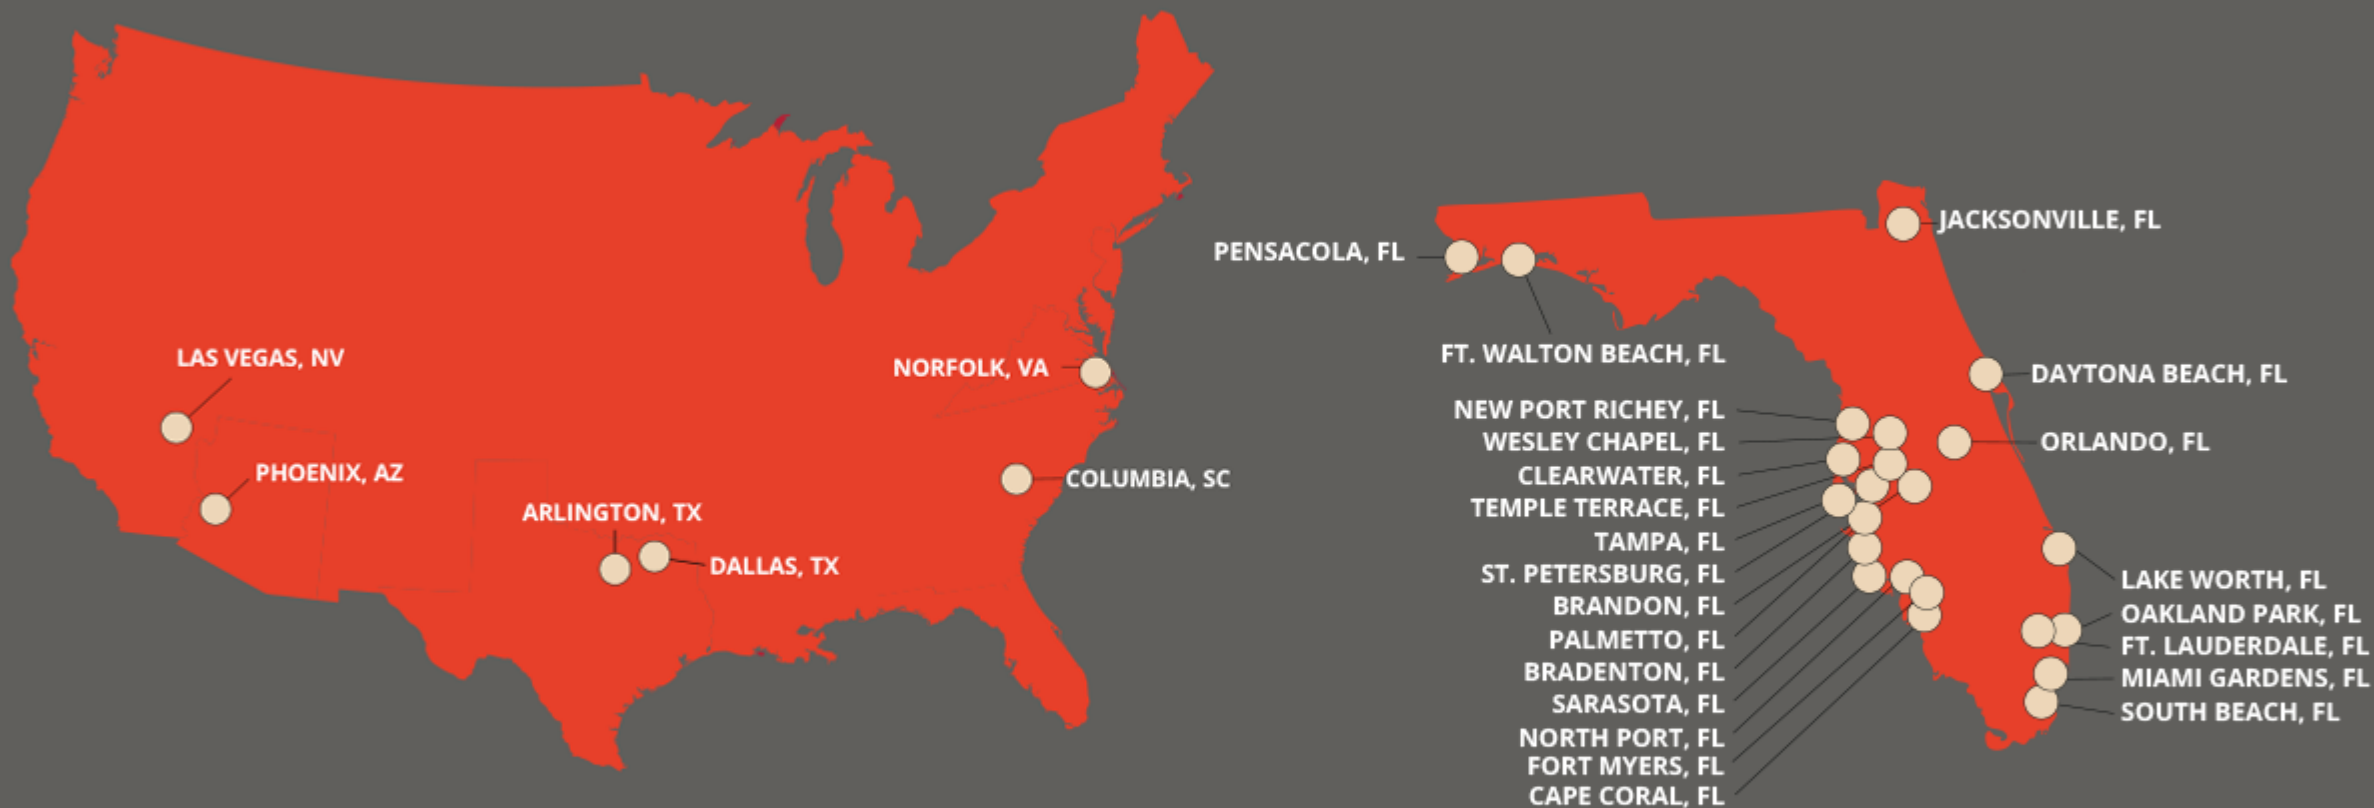 LAS VEGAS, NV
PHOENIX, AZ
ARLINGTON, TX
DALLAS, TX
NORFOLK, VA
COLUMBIA, SC
PENSACOLA, FL
FT. WALTON BEACH, FL
NEW PORT RICHEY, FL
WESLEY CHAPEL, FL
CLEARWATER, FL
TEMPLE TERRACE, FL
TAMPA, FL
ST. PETERSBURG, FL
BRANDON, FL
PALMETTO, FL
BRADENTON, FL
SARASOTA, FL
NORTH PORT, FL
FORT MYERS, FL
CAPE CORAL, FL
JACKSONVILLE, FL
DAYTONA BEACH, FL
ORLANDO, FL
LAKE WORTH, FL
OAKLAND PARK, FL
FT. LAUDERDALE, FL
MIAMI GARDENS, FL
SOUTH BEACH, FL